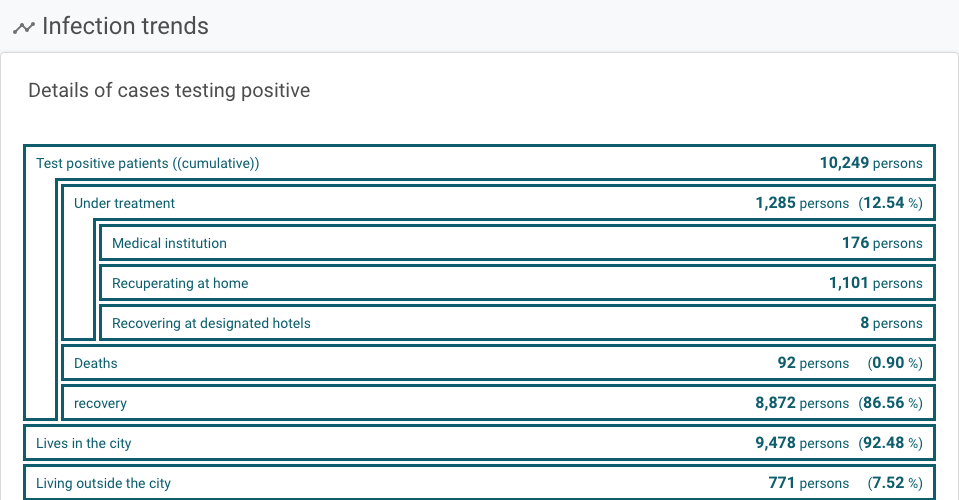 Infection trends
Details of cases testing positive
Test positive patients ((cumulative)) 10,249 persons
Under treatment 1,285 persons (12.54 %)
Medical institution 176 persons
Recuperating at home 1,101 persons
Recovering at designated hotels 8 persons
Deaths 92 persons (0.90 %)
recovery 8,872 persons (86.56 %)
Lives in the city 9,478 persons (92.48 %)
Living outside the city 771 persons (7.52 %)